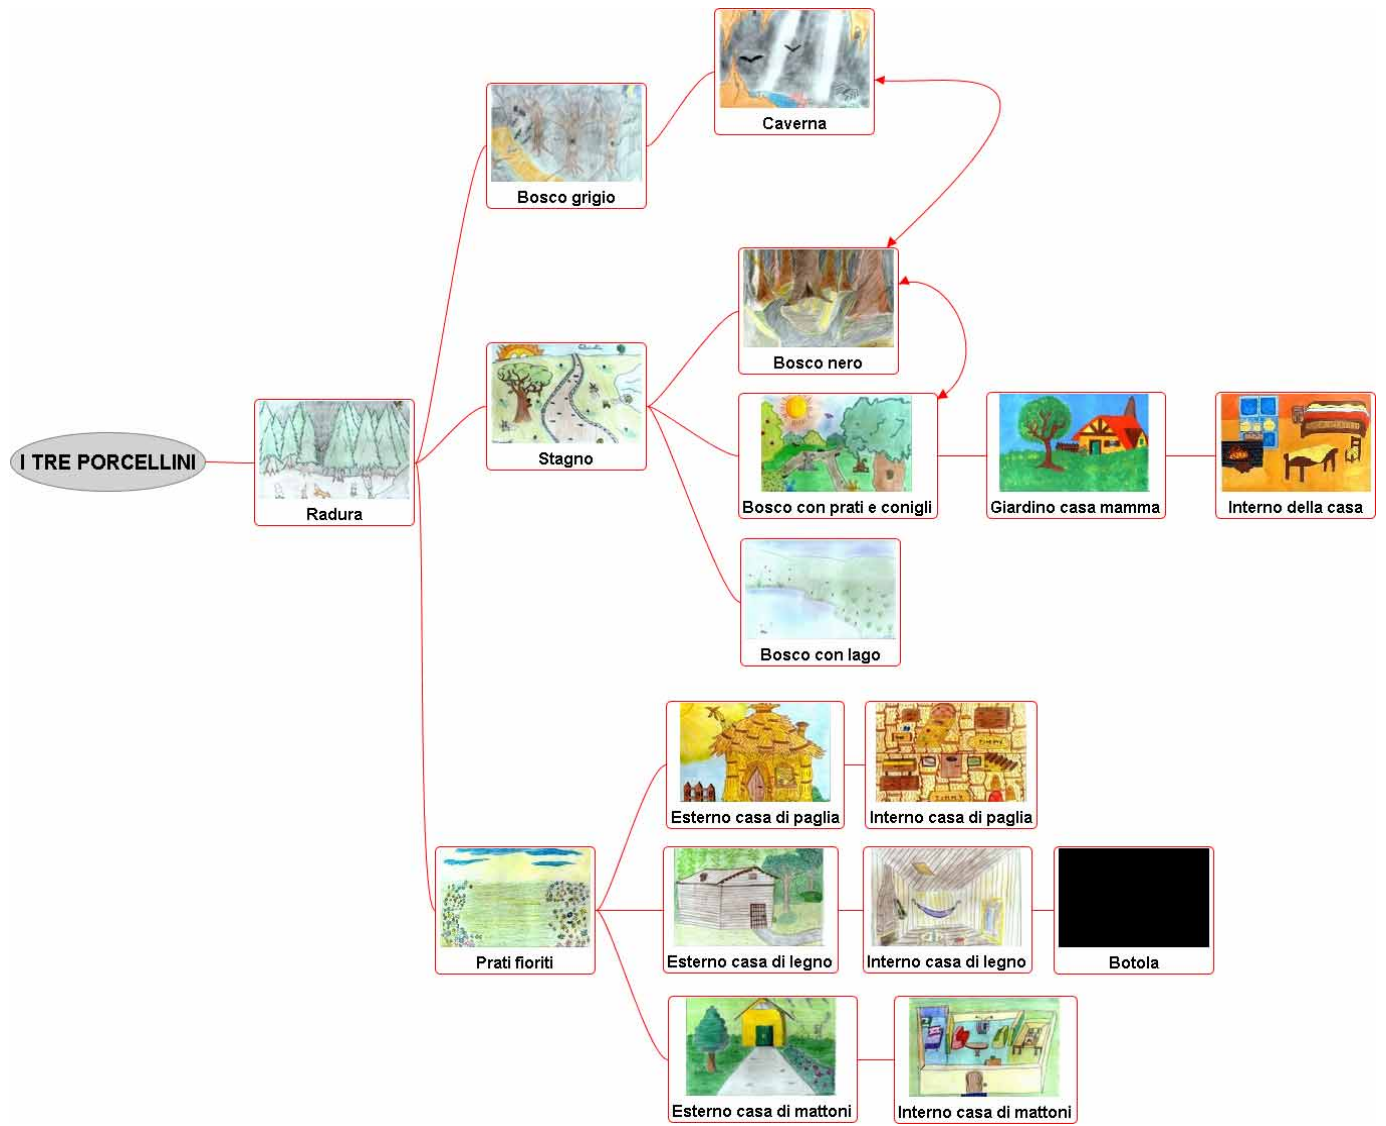 I TRE PORCELLINI
Radura
Bosco grigio
Caverna
Stagno
Bosco nero
Bosco con prati e conigli
Giardino casa mamma
Interno della casa
Bosco con lago
Prati fioriti
Esterno casa di paglia
Interno casa di paglia
TIMMY
Esterno casa di legno
Interno casa di legno
Botola
Esterno casa di mattoni
Interno casa di mattoni